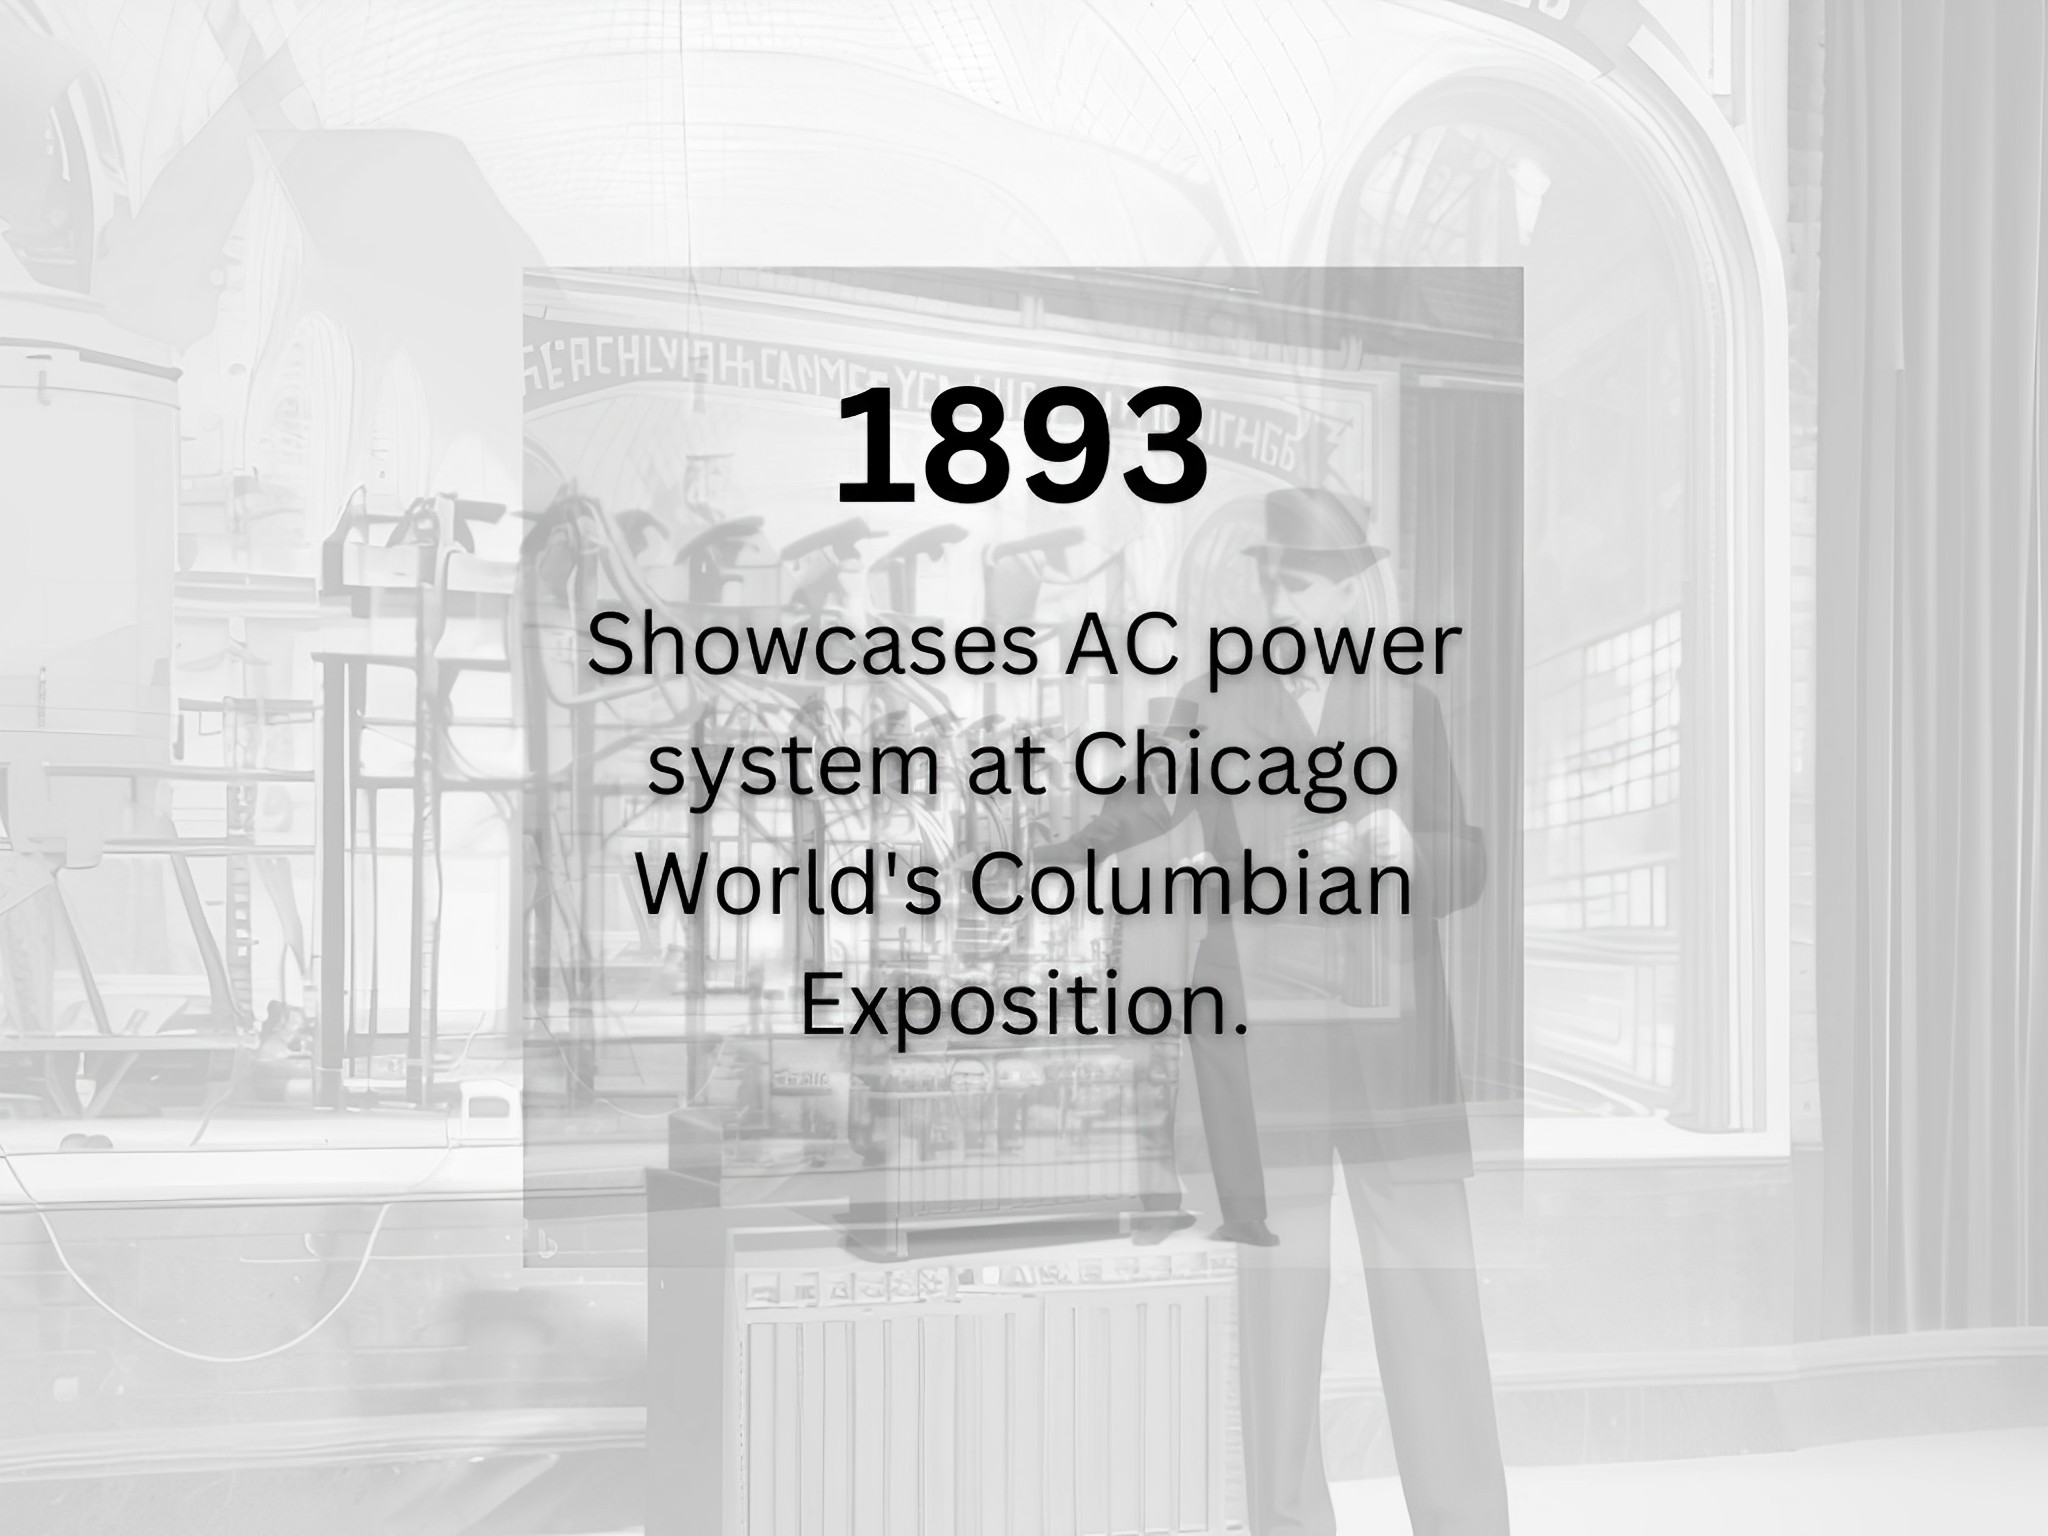 1893
Showcases AC power
system at Chicago
World's Columbian
Exposition.